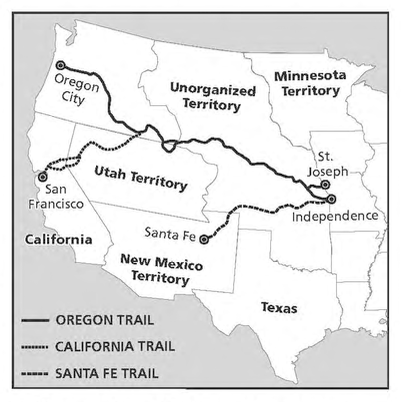 Oregon
City
Unorganized
Territory
Minnesota
Territory
St.
Joseph
Utah Territory
San
Francisco
Independence
Santa Fe
California
New Mexico
Territory
Texas
OREGON TRAIL
CALIFORNIA TRAIL
SANTA FE TRAIL